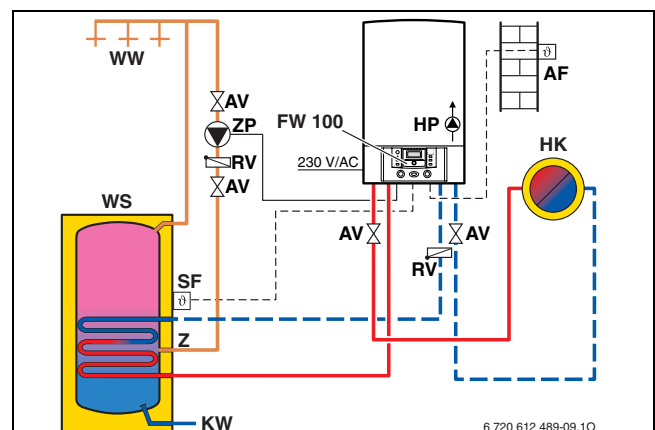 WW
AV
ZP
RV
AV
FW 100
230 V/AC
HP
ϑ
AF
HK
WS
SF
ϑ
Z
AV
AV
RV
KW
6 720 612 489-09.1O